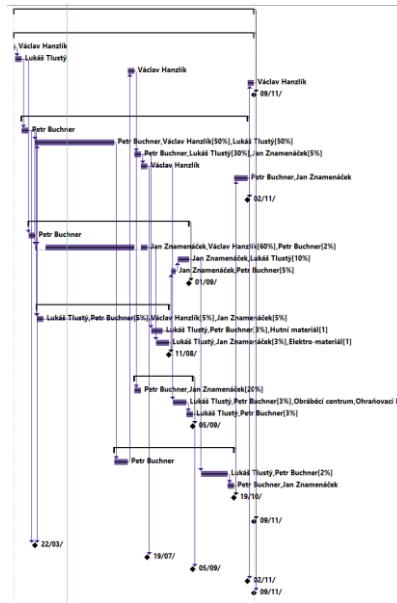 Václav Hanzlík
Lukáš Tlustý
Václav Hanzlík
Václav Hanzlík
09/11/
Petr Buchner
Petr Buchner,Václav Hanzlík[50%],Lukáš Tlustý[50%]
Petr Buchner,Lukáš Tlustý[30%],Jan Znamenáček[5%]
Václav Hanzlík
Petr Buchner,Jan Znamenáček
02/11/
Petr Buchner
Jan Znamenáček,Václav Hanzlík[60%],Petr Buchner[2%]
Jan Znamenáček,Lukáš Tlustý[10%]
Jan Znamenáček,Petr Buchner[5%]
01/09/
Lukáš Tlustý,Petr Buchner[5%],Václav Hanzlík[5%],Jan Znamenáček[5%]
Lukáš Tlustý,Petr Buchner[3%],Hutní materiál[1]
Lukáš Tlustý,Jan Znamenáček[3%],Elektro-materiál[1]
11/08/
Petr Buchner,Jan Znamenáček[20%]
Lukáš Tlustý,Petr Buchner[3%],Obráběcí centrum,Ohraňovací l
Lukáš Tlustý,Petr Buchner[3%]
05/09/
Petr Buchner
Lukáš Tlustý,Petr Buchner[2%]
Petr Buchner,Jan Znamenáček
19/10/
09/11/
22/03/
19/07/
05/09/
02/11/
09/11/